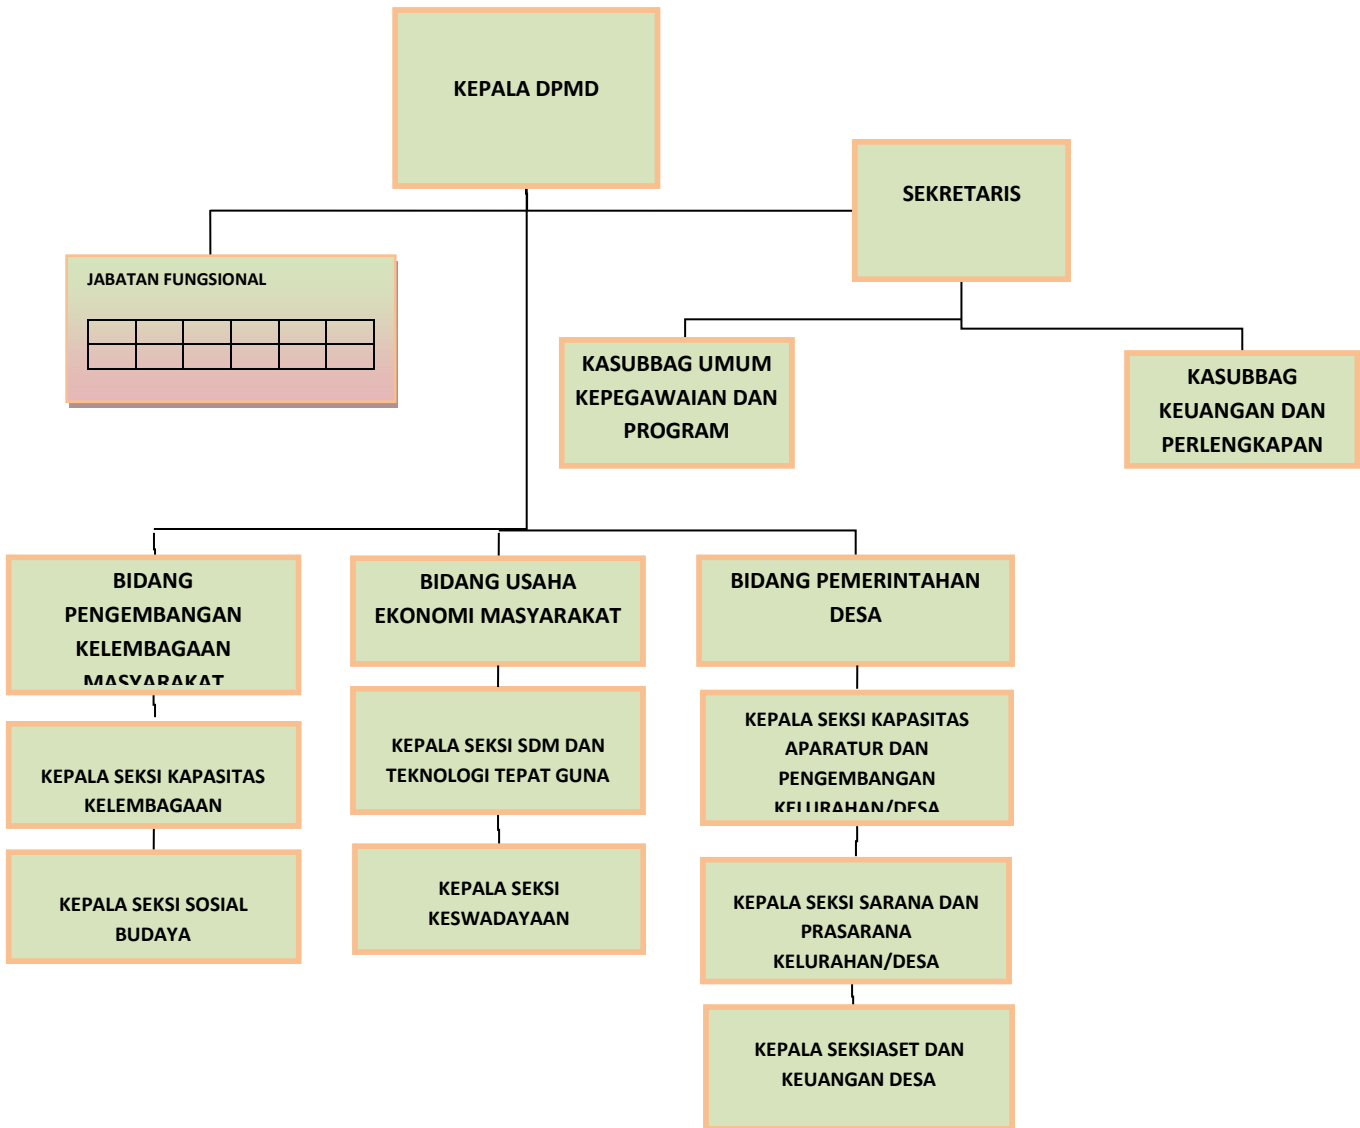 KEPALA DPMD
SEKRETARIS
JABATAN FUNGSIONAL
KASUBBAG UMUM
KEPEGAWAIAN DAN
PROGRAM
KASUBBAG
KEUANGAN DAN
PERLENGKAPAN
BIDANG
PENGEMBANGAN
KELEMBAGAAN
MASYARAKAT
BIDANG USAHA
EKONOMI MASYARAKAT
BIDANG PEMERINTAHAN
DESA
KEPALA SEKSI KAPASITAS
KELEMBAGAAN
KEPALA SEKSI SDM DAN
TEKNOLOGI TEPAT GUNA
KEPALA SEKSI KAPASITAS
APARATUR DAN
PENGEMBANGAN
KELURAHAN/DESA
KEPALA SEKSI SOSIAL
BUDAYA
KEPALA SEKSI
KESWADAYAAN
KEPALA SEKSI SARANA DAN
PRASARANA
KELURAHAN/DESA
KEPALA SEKSIASET DAN
KEUANGAN DESA